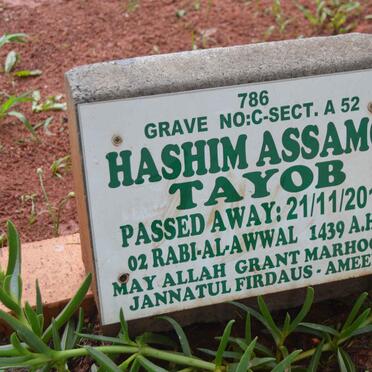 786
GRAVE NO:C-SECT. A 52
HASHIM ASSAM
TAYOB
PASSED AWAY: 21/11/201
02 RABI-AL-AWWAL 1439 A.H
MAY ALLAH GRANT MARHOO
JANNATUL FIRDAUS - AMEE